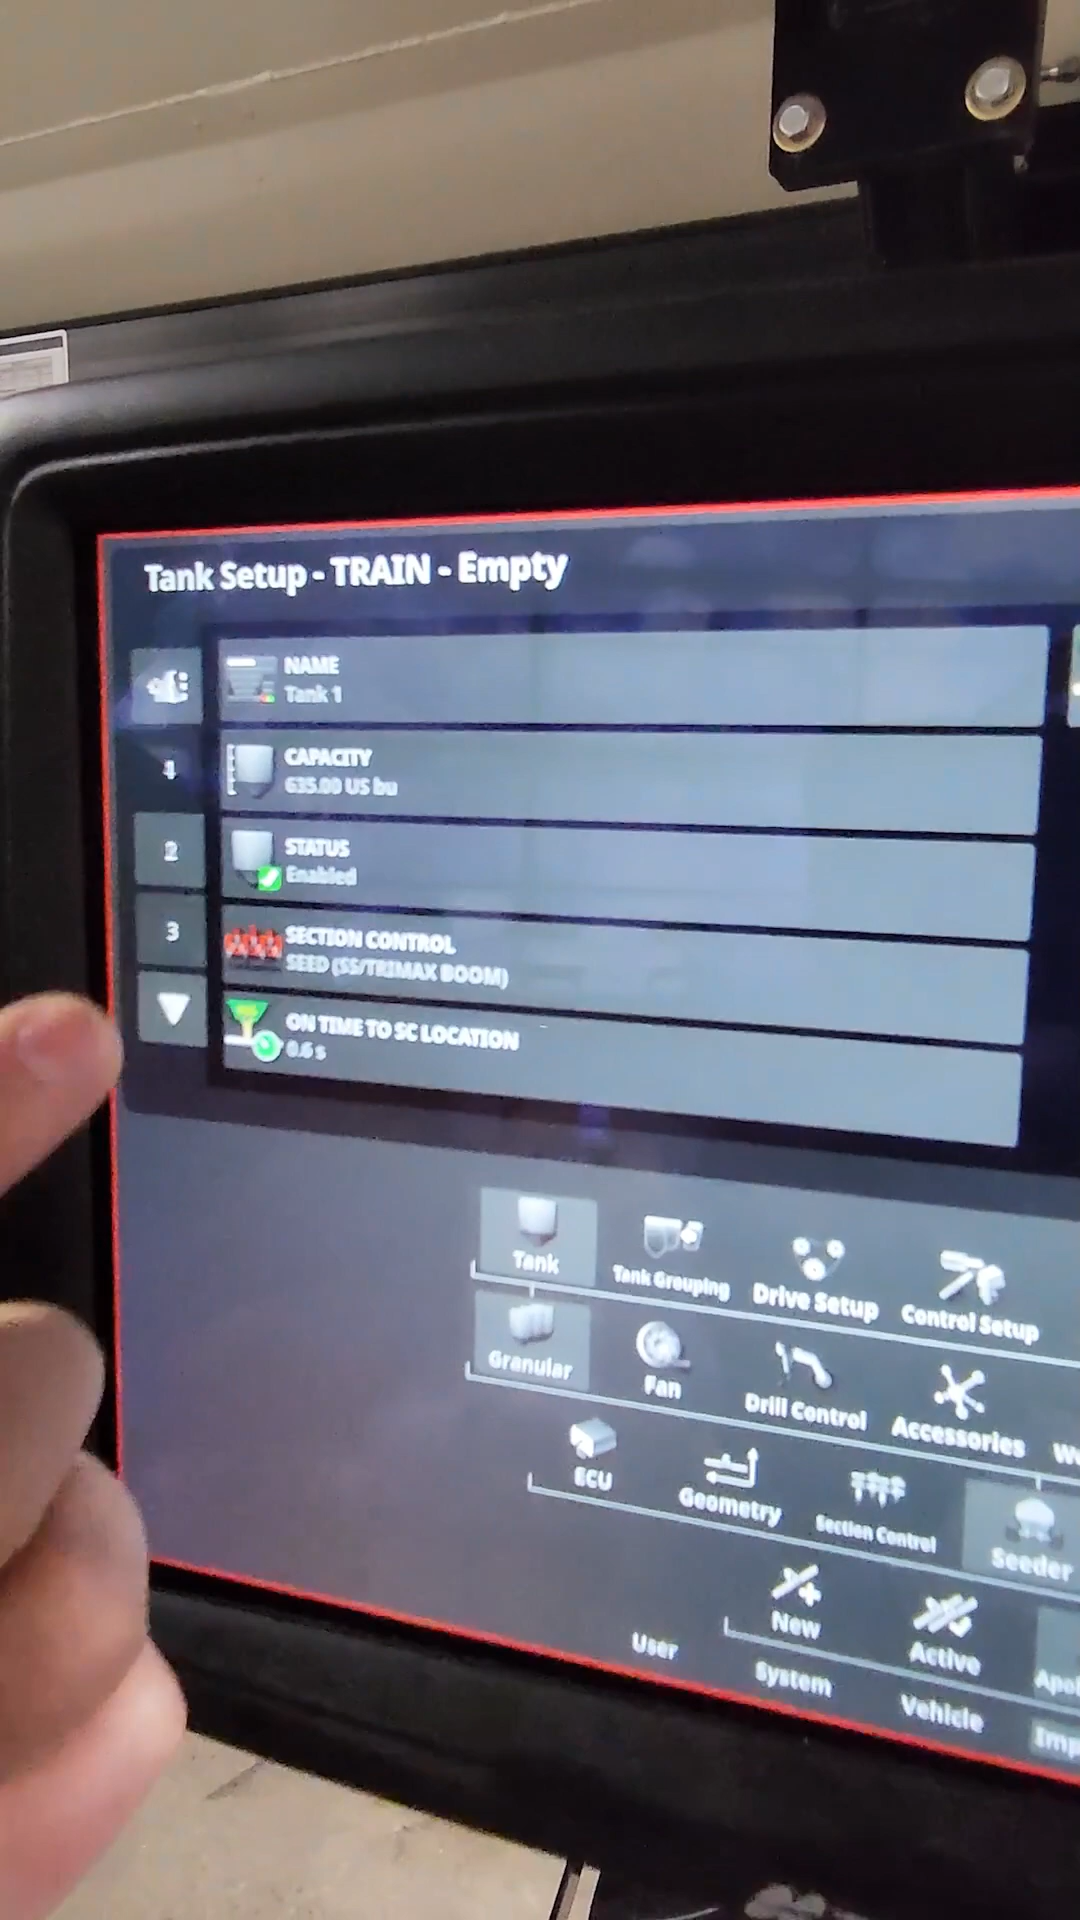 Tank Setup - TRAIN - Empty
NAME
Tank 1
1
CAPACITY
635.00 US bu
2
STATUS
Enabled
3
SECTION CONTROL
SEED (SS/TRIMAX BOOM)
ON TIME TO SC LOCATION
0.6 s
Tank
Tank Grouping
Drive Setup
Control Setup
Granular
Fan
Drill Control
Accessories
ECU
Geometry
Section Control
Seeder
New
Active
User
System
Vehicle